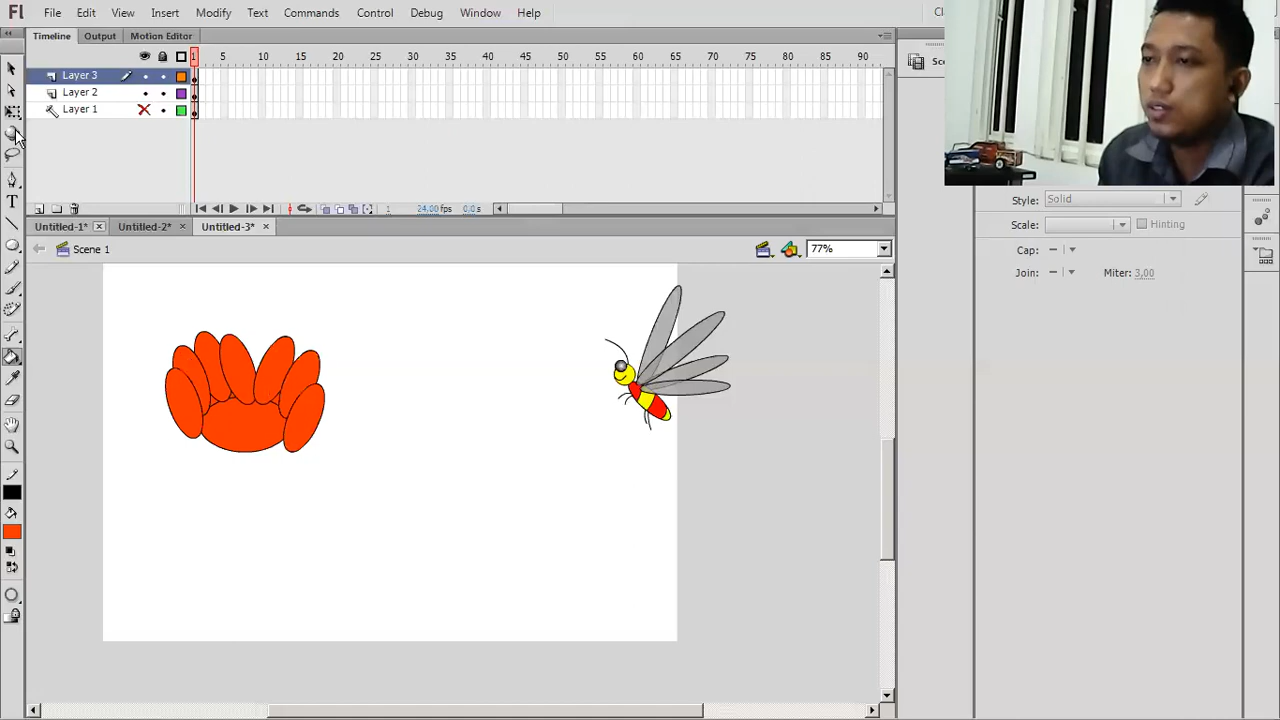 Fl File Edit View Insert Modify Text Commands Control Debug Window Help
Timeline Output Motion Editor
1 5 10 15 20 25 30 35 40 45 50 55 60 65 70 75 80 85 90
Layer 3
Layer 2
Layer 1
1 24,00 fps 0,0 s
Untitled-1* Untitled-2* Untitled-3*
Scene 1 77%
Style: Solid
Scale: Hinting
Cap:
Join: Miter: 3,00